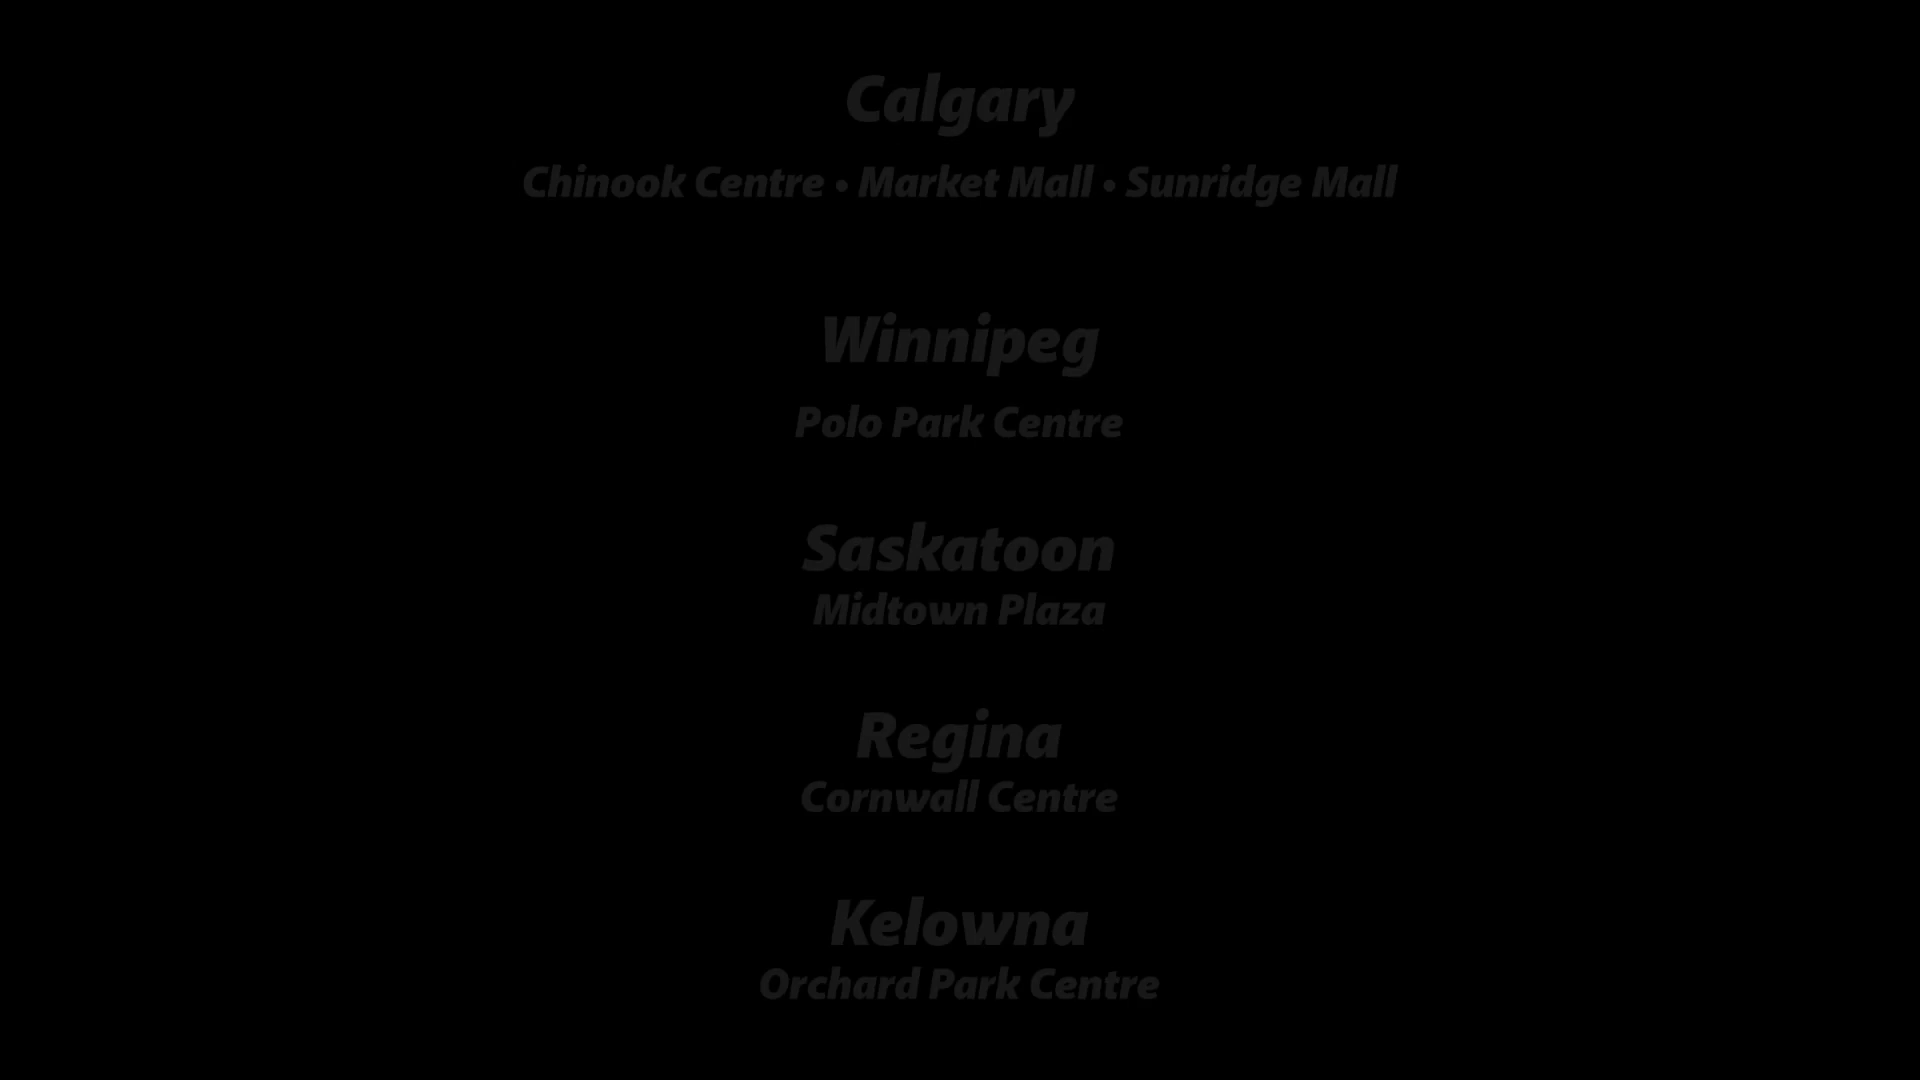 Calgary
Chinook Centre • Market Mall • Sunridge Mall
Winnipeg
Polo Park Centre
Saskatoon
Midtown Plaza
Regina
Cornwall Centre
Kelowna
Orchard Park Centre